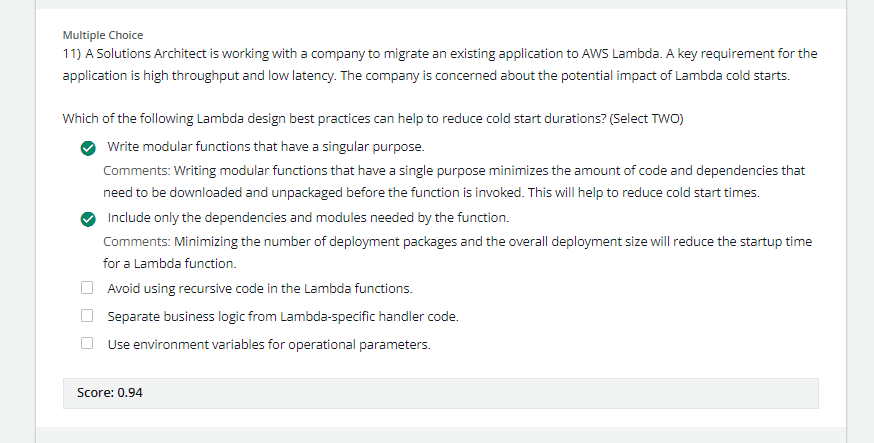 Multiple Choice
11) A Solutions Architect is working with a company to migrate an existing application to AWS Lambda. A key requirement for the
application is high throughput and low latency. The company is concerned about the potential impact of Lambda cold starts.
Which of the following Lambda design best practices can help to reduce cold start durations? (Select TWO)
Write modular functions that have a singular purpose.
Comments: Writing modular functions that have a single purpose minimizes the amount of code and dependencies that
need to be downloaded and unpackaged before the function is invoked. This will help to reduce cold start times.
Include only the dependencies and modules needed by the function.
Comments: Minimizing the number of deployment packages and the overall deployment size will reduce the startup time
for a Lambda function.
Avoid using recursive code in the Lambda functions.
Separate business logic from Lambda-specific handler code.
Use environment variables for operational parameters.
Score: 0.94